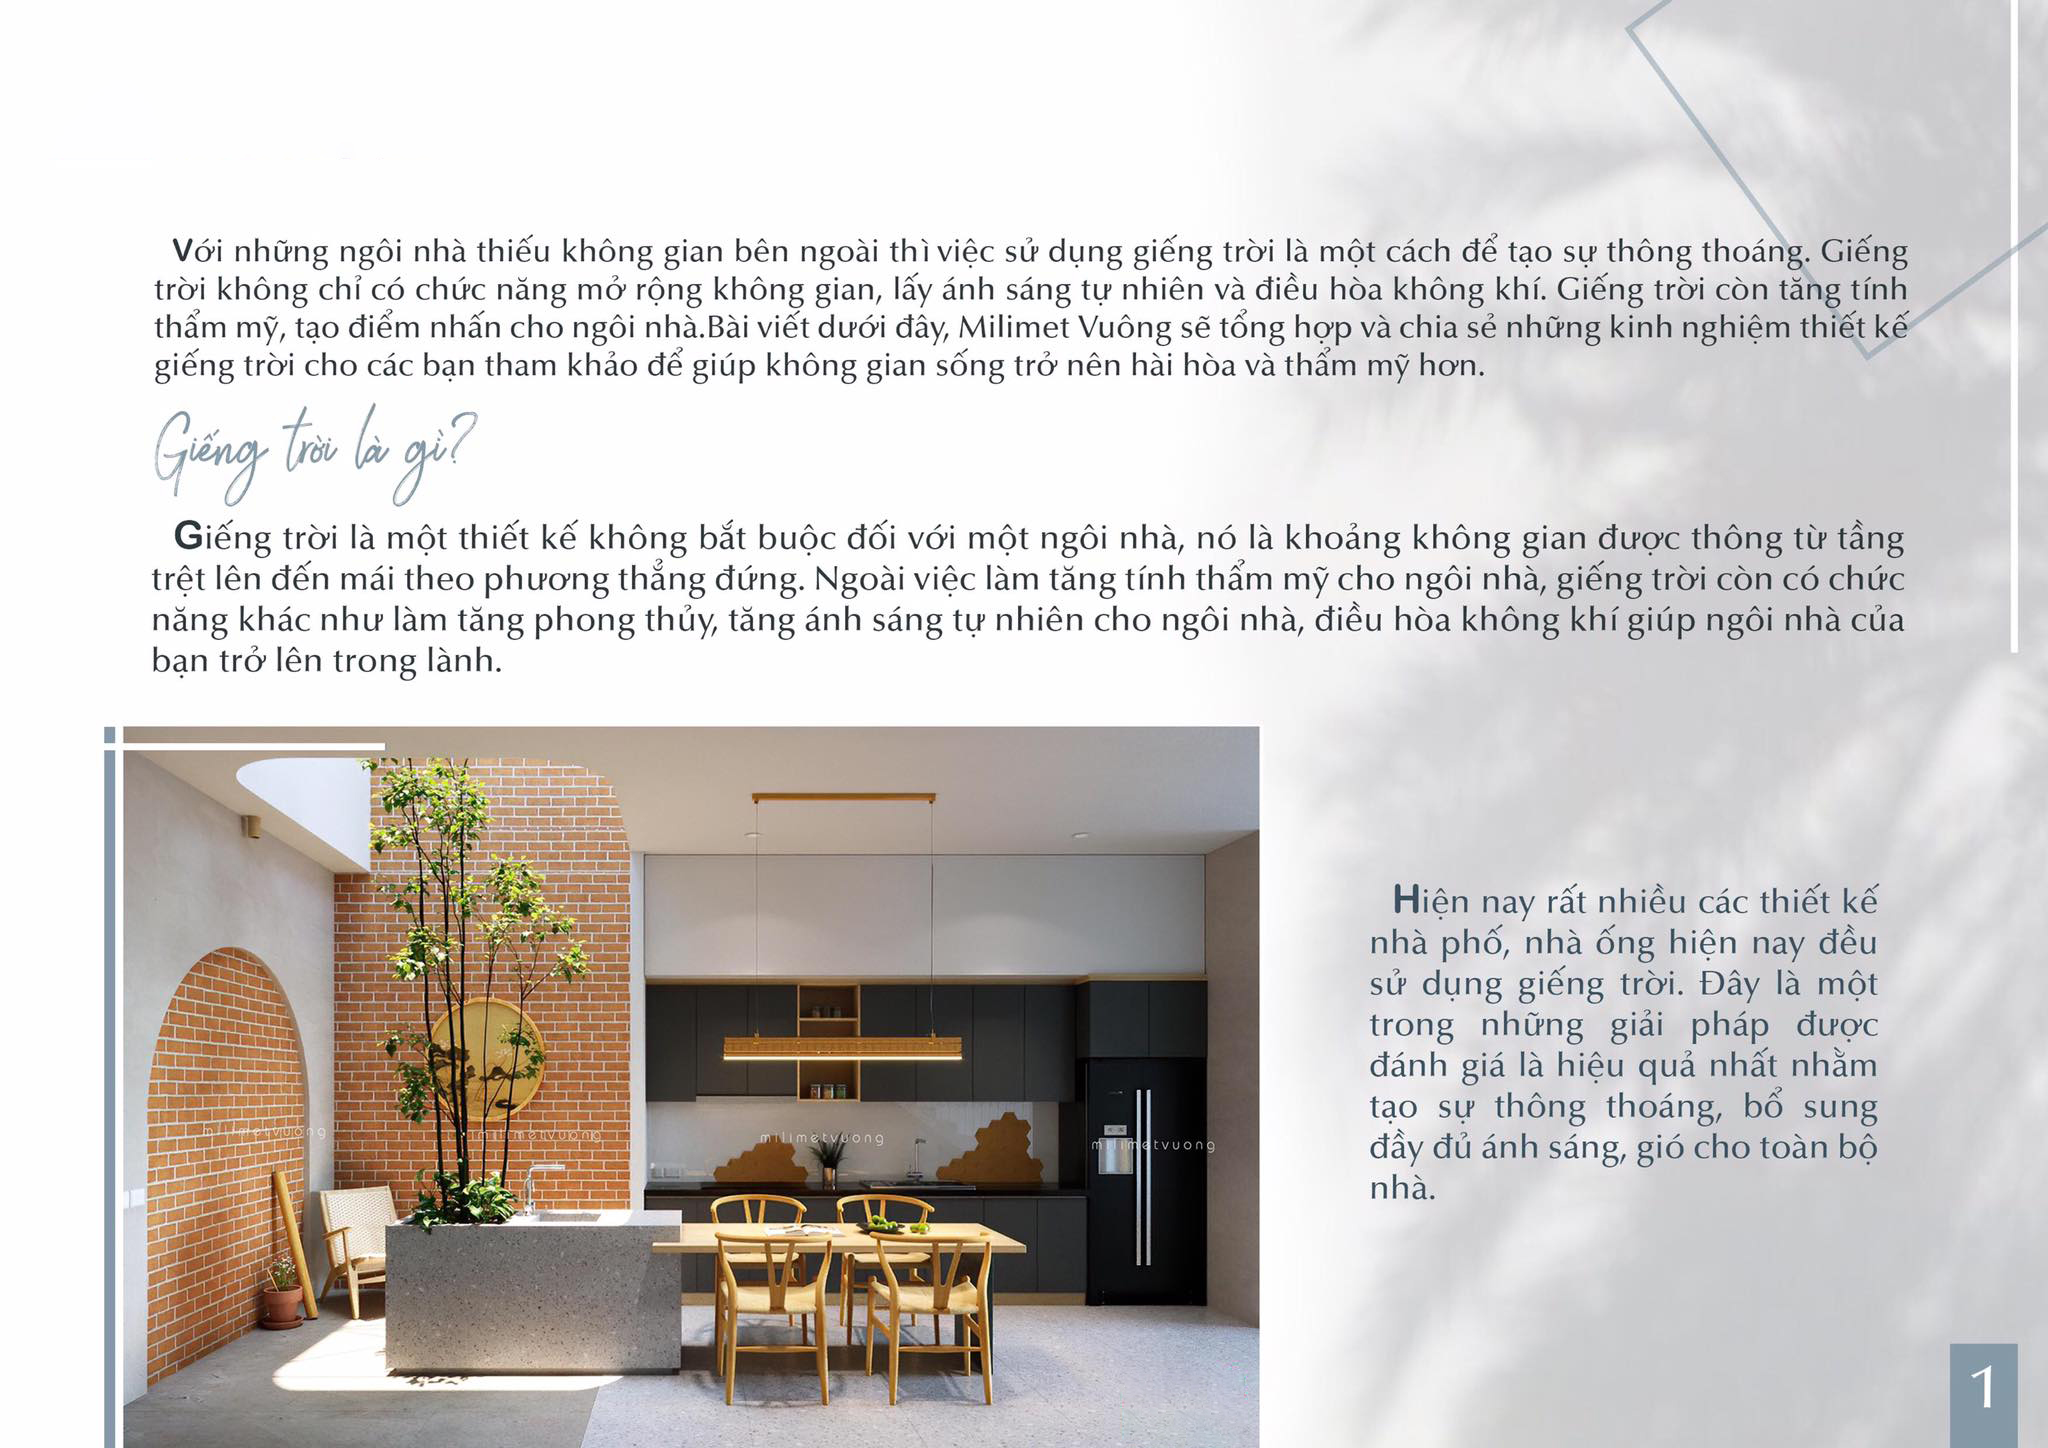 Với những ngôi nhà thiếu không gian bên ngoài thì việc sử dụng giếng trời là một cách để tạo sự thông thoáng. Giếng
trời không chỉ có chức năng mở rộng không gian, lấy ánh sáng tự nhiên và điều hòa không khí. Giếng trời còn tăng tính
thẩm mỹ, tạo điểm nhấn cho ngôi nhà.Bài viết dưới đây, Milimet Vuông sẽ tổng hợp và chia sẻ những kinh nghiệm thiết kế
giếng trời cho các bạn tham khảo để giúp không gian sống trở nên hài hòa và thẩm mỹ hơn.
Giếng trời là gì?
Giếng trời là một thiết kế không bắt buộc đối với một ngôi nhà, nó là khoảng không gian được thông từ tầng
trệt lên đến mái theo phương thẳng đứng. Ngoài việc làm tăng tính thẩm mỹ cho ngôi nhà, giếng trời còn có chức
năng khác như làm tăng phong thủy, tăng ánh sáng tự nhiên cho ngôi nhà, điều hòa không khí giúp ngôi nhà của
bạn trở lên trong lành.
milimetvuong
milimetvuong
milimetvuong
milimetvuong
Hiện nay rất nhiều các thiết kế
nhà phố, nhà ống hiện nay đều
sử dụng giếng trời. Đây là một
trong những giải pháp được
đánh giá là hiệu quả nhất nhằm
tạo sự thông thoáng, bổ sung
đầy đủ ánh sáng, gió cho toàn bộ
nhà.
1